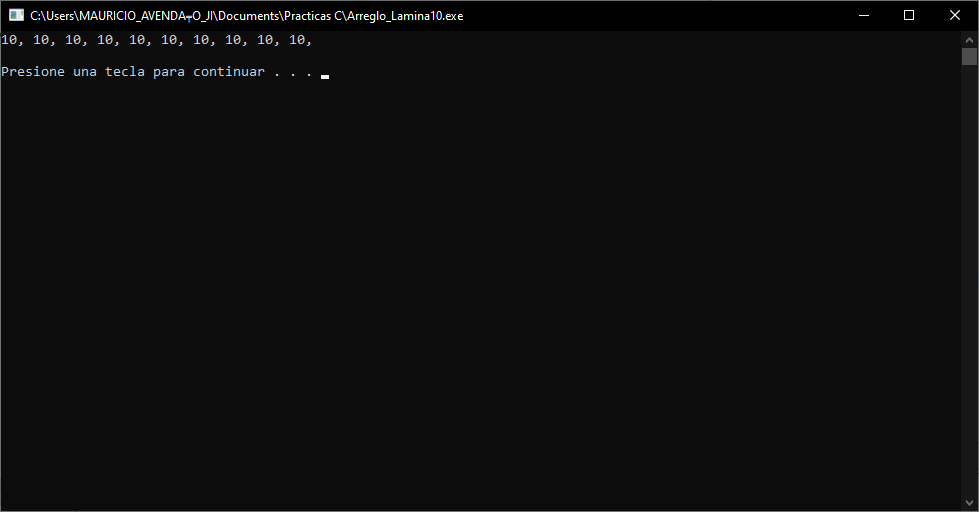 C:\Users\MAURICIO_AVENDA┬O_JI\Documents\Practicas C\Arreglo_Lamina10.exe
10, 10, 10, 10, 10, 10, 10, 10, 10, 10,
Presione una tecla para continuar . . .